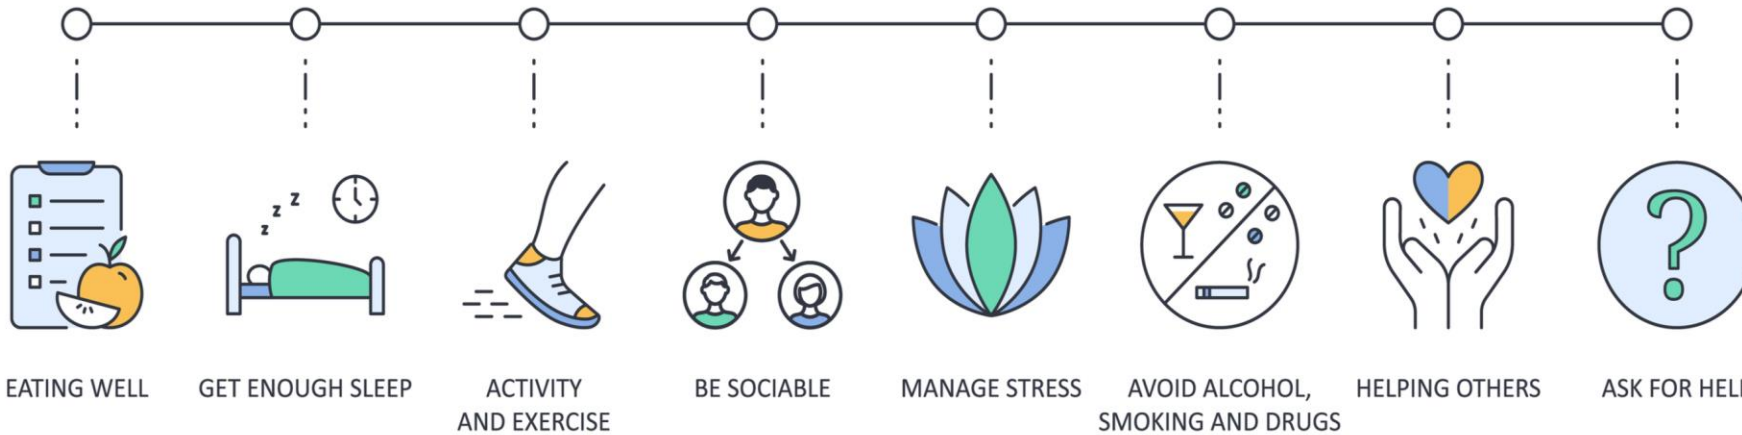 z z z
EATING WELL
GET ENOUGH SLEEP
ACTIVITY
AND EXERCISE
BE SOCIABLE
MANAGE STRESS
AVOID ALCOHOL,
SMOKING AND DRUGS
HELPING OTHERS
ASK FOR HEL
?